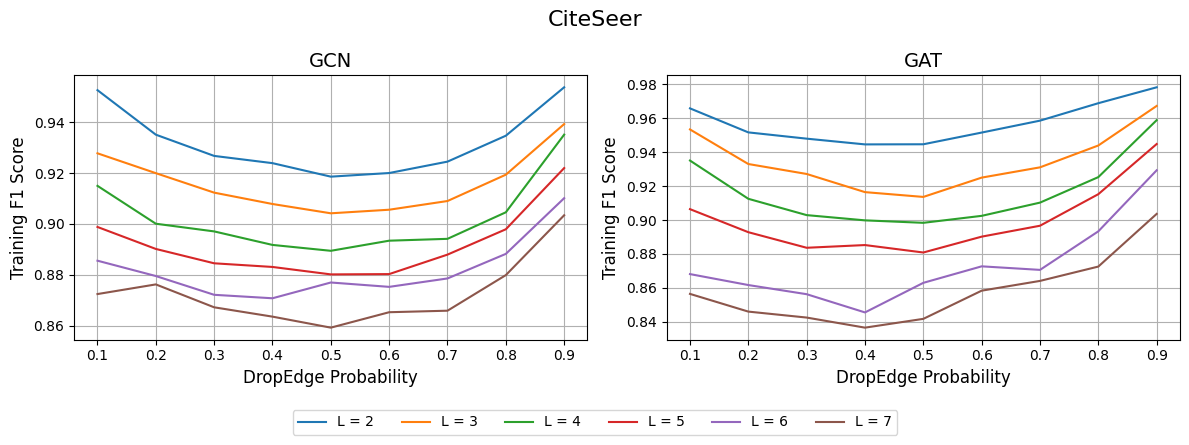 CiteSeer
GCN
Training F1 Score
0.94
0.92
0.90
0.88
0.86
0.1 0.2 0.3 0.4 0.5 0.6 0.7 0.8 0.9
DropEdge Probability
GAT
Training F1 Score
0.98
0.96
0.94
0.92
0.90
0.88
0.86
0.84
0.1 0.2 0.3 0.4 0.5 0.6 0.7 0.8 0.9
DropEdge Probability
L = 2 L = 3 L = 4 L = 5 L = 6 L = 7